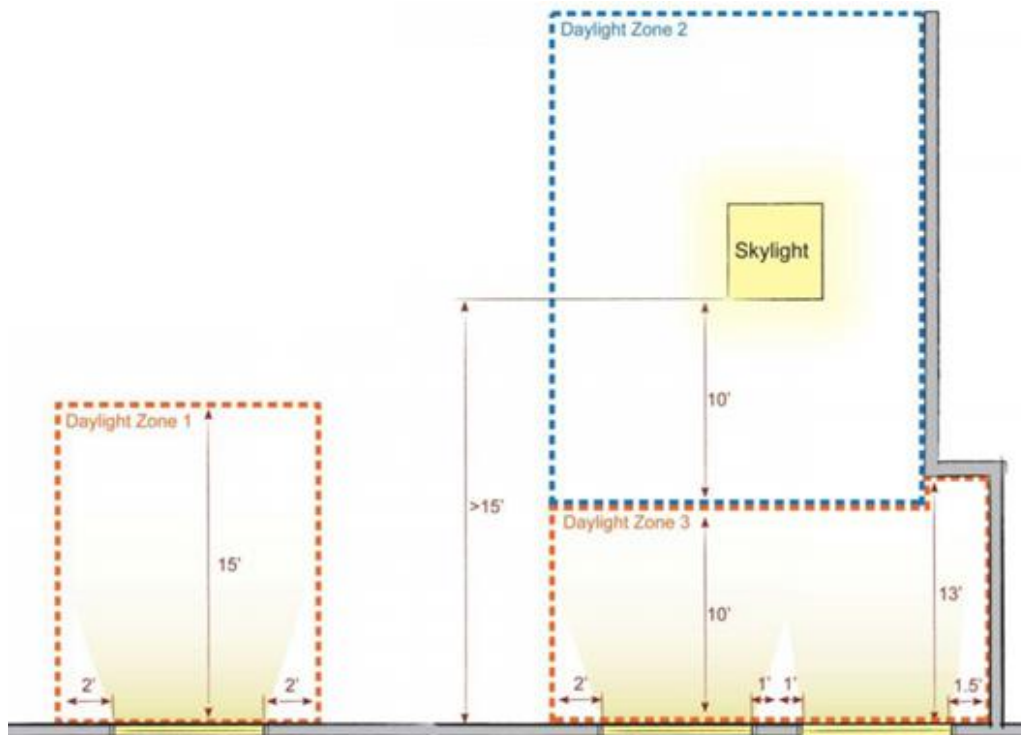 Daylight Zone 2
Skylight
10'
Daylight Zone 1
>15'
Daylight Zone 3
15'
13'
10'
2'
2'
2'
1'
1'
1.5'